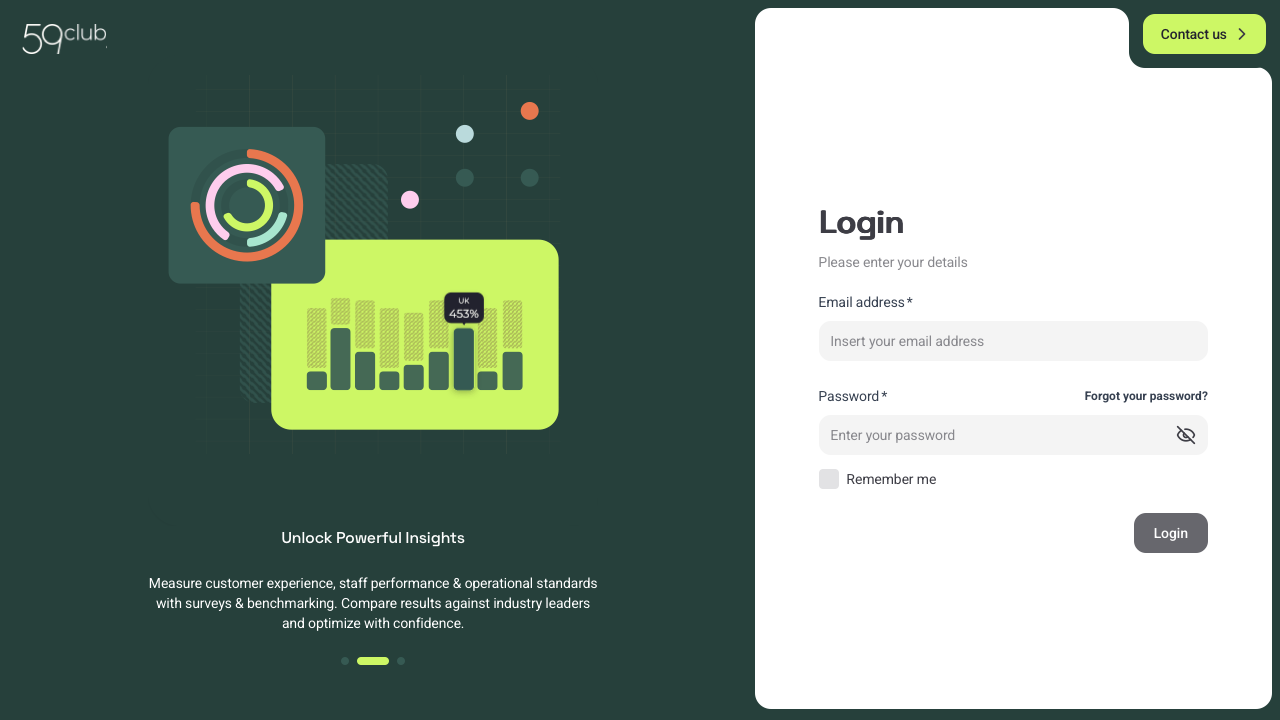 59club
Contact us
UK
453%
Unlock Powerful Insights
Measure customer experience, staff performance & operational standards
with surveys & benchmarking. Compare results against industry leaders
and optimize with confidence.
Login
Please enter your details
Email address *
Insert your email address
Password *
Forgot your password?
Enter your password
Remember me
Login